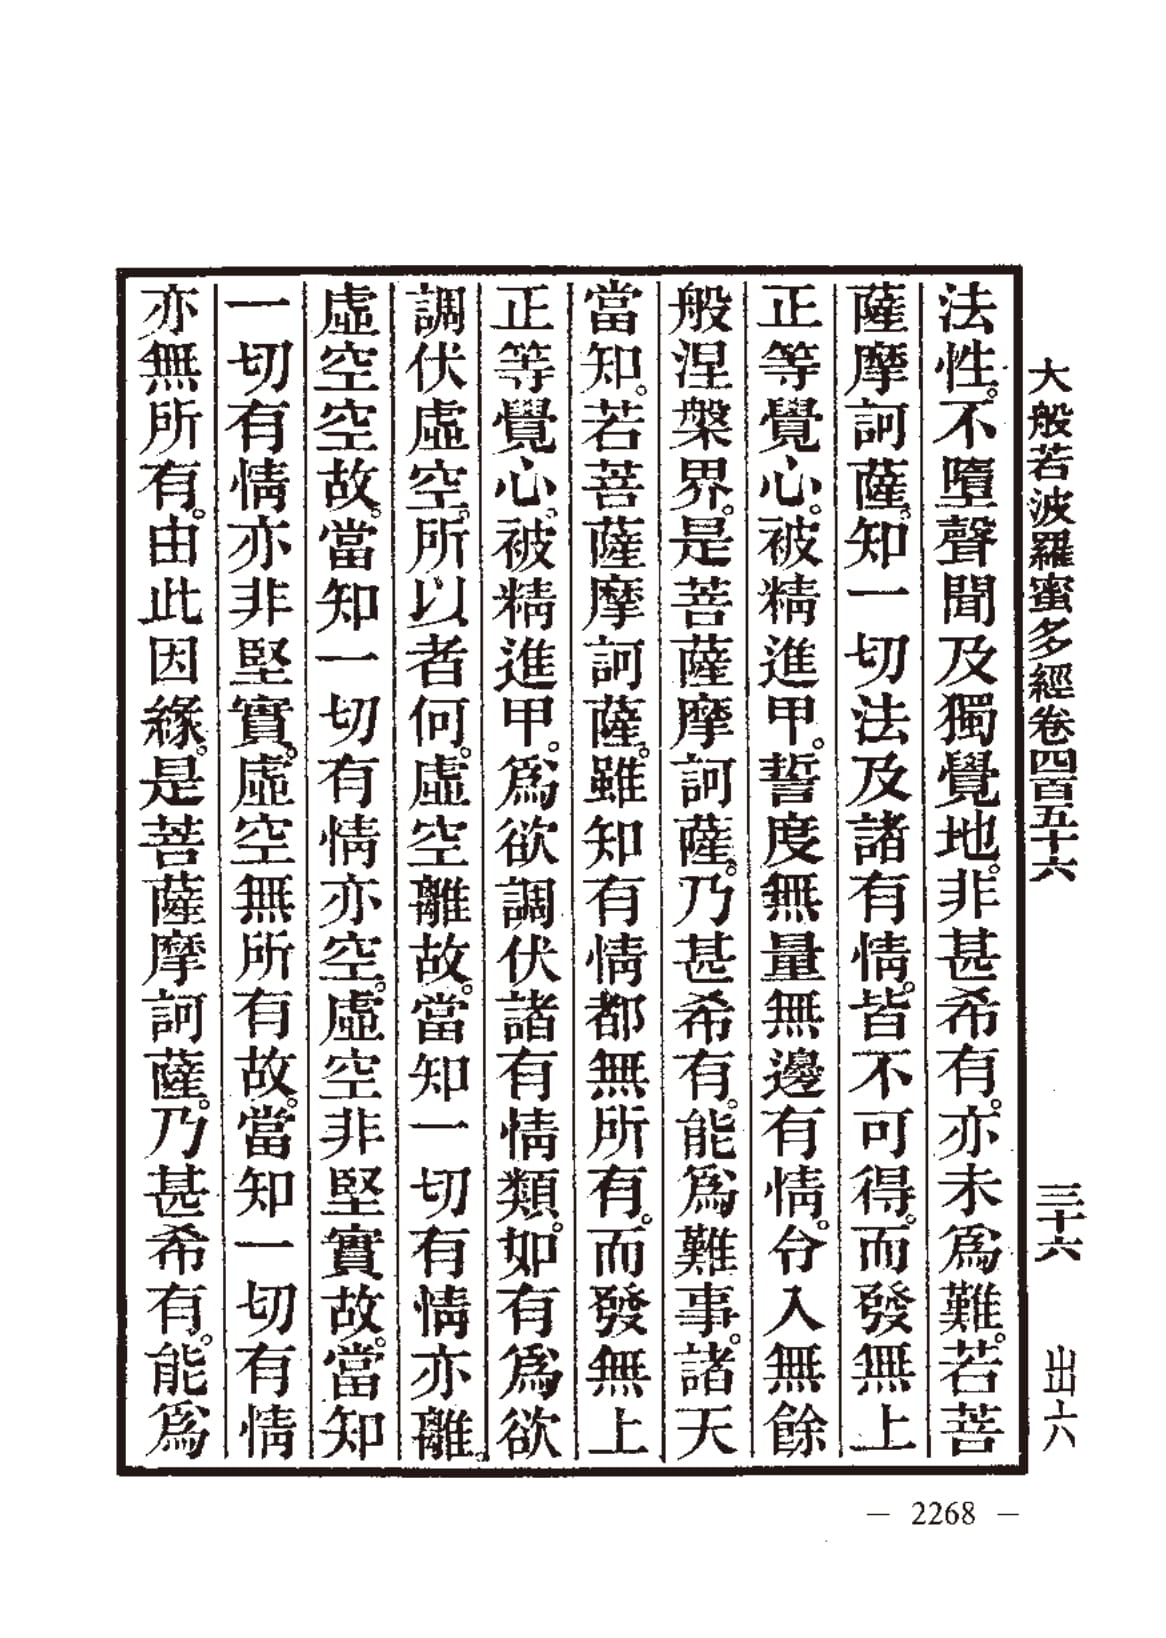 大般若波羅蜜多經卷四百五十六 三十六 出六
法性。不墮聲聞及獨覺地。非甚希有。亦未爲難。若菩
薩摩訶薩。知一切法及諸有情。皆不可得。而發無上
正等覺心。被精進甲。誓度無量無邊有情。令入無餘
般涅槃界。是菩薩摩訶薩。乃甚希有。能爲難事。諸天
當知。若菩薩摩訶薩。雖知有情都無所有。而發無上
正等覺心。被精進甲。爲欲調伏諸有情類。如有爲欲
調伏虛空。所以者何。虛空離故。當知一切有情亦離。
虛空空故。當知一切有情亦空。虛空非堅實故。當知
一切有情亦非堅實。虛空無所有故。當知一切有情
亦無所有。由此因緣。是菩薩摩訶薩。乃甚希有。能爲
— 2268 —